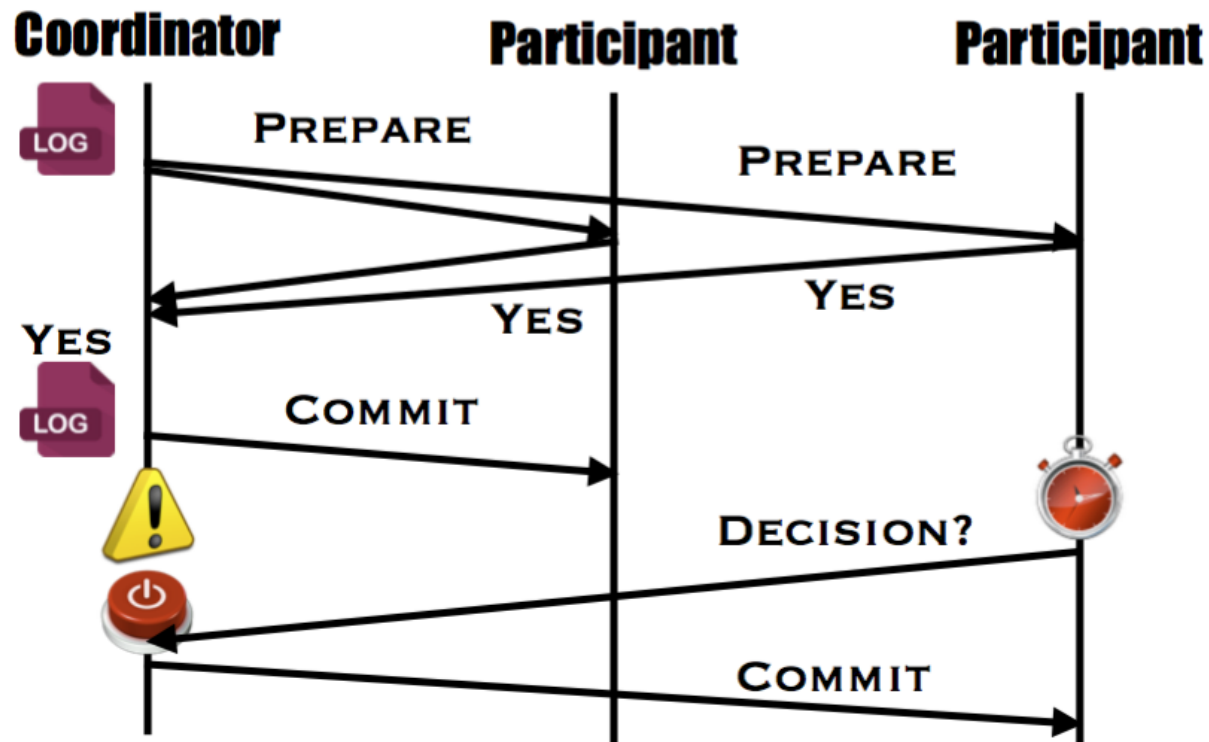 Coordinator
Participant
Participant
LOG
PREPARE
PREPARE
YES
YES
YES
LOG
COMMIT
DECISION?
COMMIT